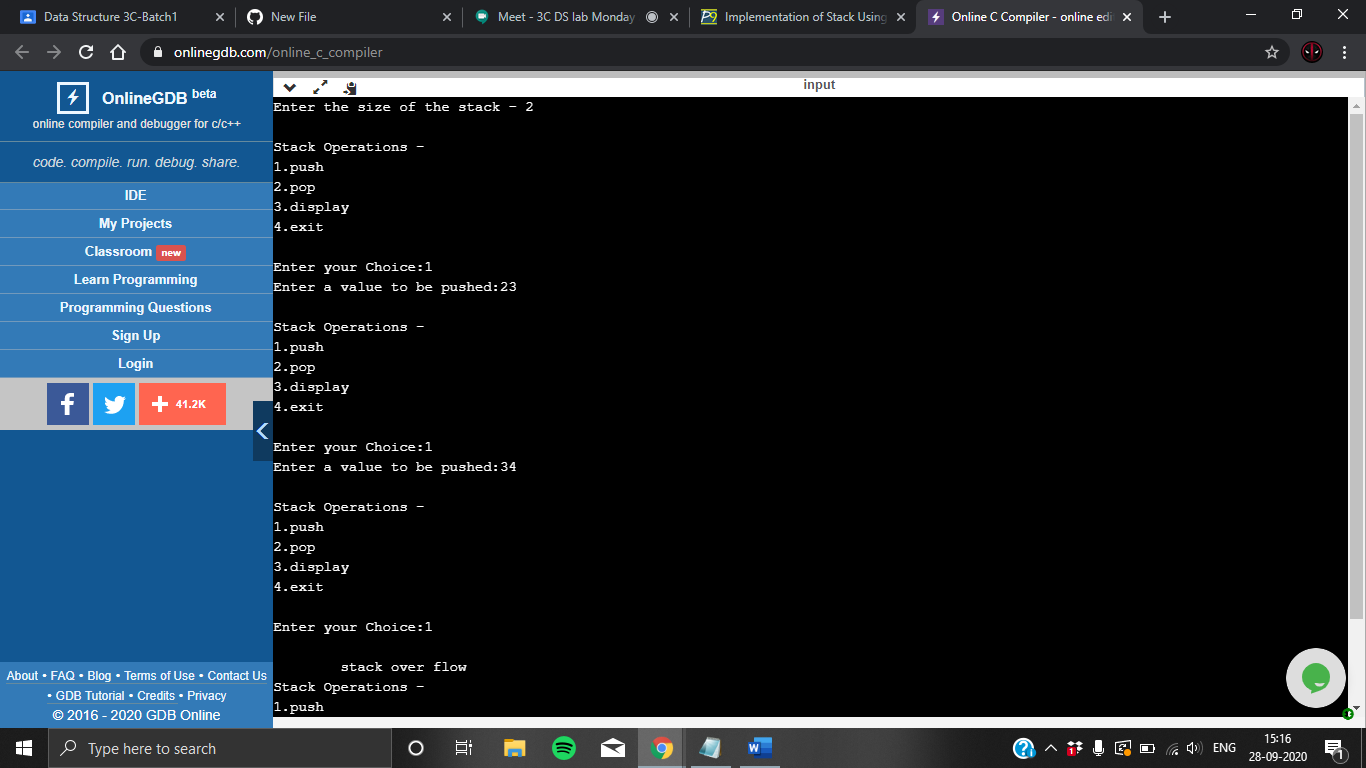 Data Structure 3C-Batch1
New File
Meet - 3C DS lab Monday
Implementation of Stack Using
Online C Compiler - online edi
onlinegdb.com/online_c_compiler
OnlineGDB beta
online compiler and debugger for c/c++
code. compile. run. debug. share.
IDE
My Projects
Classroom new
Learn Programming
Programming Questions
Sign Up
Login
41.2K
About • FAQ • Blog • Terms of Use • Contact Us
• GDB Tutorial • Credits • Privacy
© 2016 - 2020 GDB Online
input
Enter the size of the stack - 2
Stack Operations -
1.push
2.pop
3.display
4.exit
Enter your Choice:1
Enter a value to be pushed:23
Stack Operations -
1.push
2.pop
3.display
4.exit
Enter your Choice:1
Enter a value to be pushed:34
Stack Operations -
1.push
2.pop
3.display
4.exit
Enter your Choice:1
stack over flow
Stack Operations -
1.push
Type here to search
ENG
15:16
28-09-2020
1